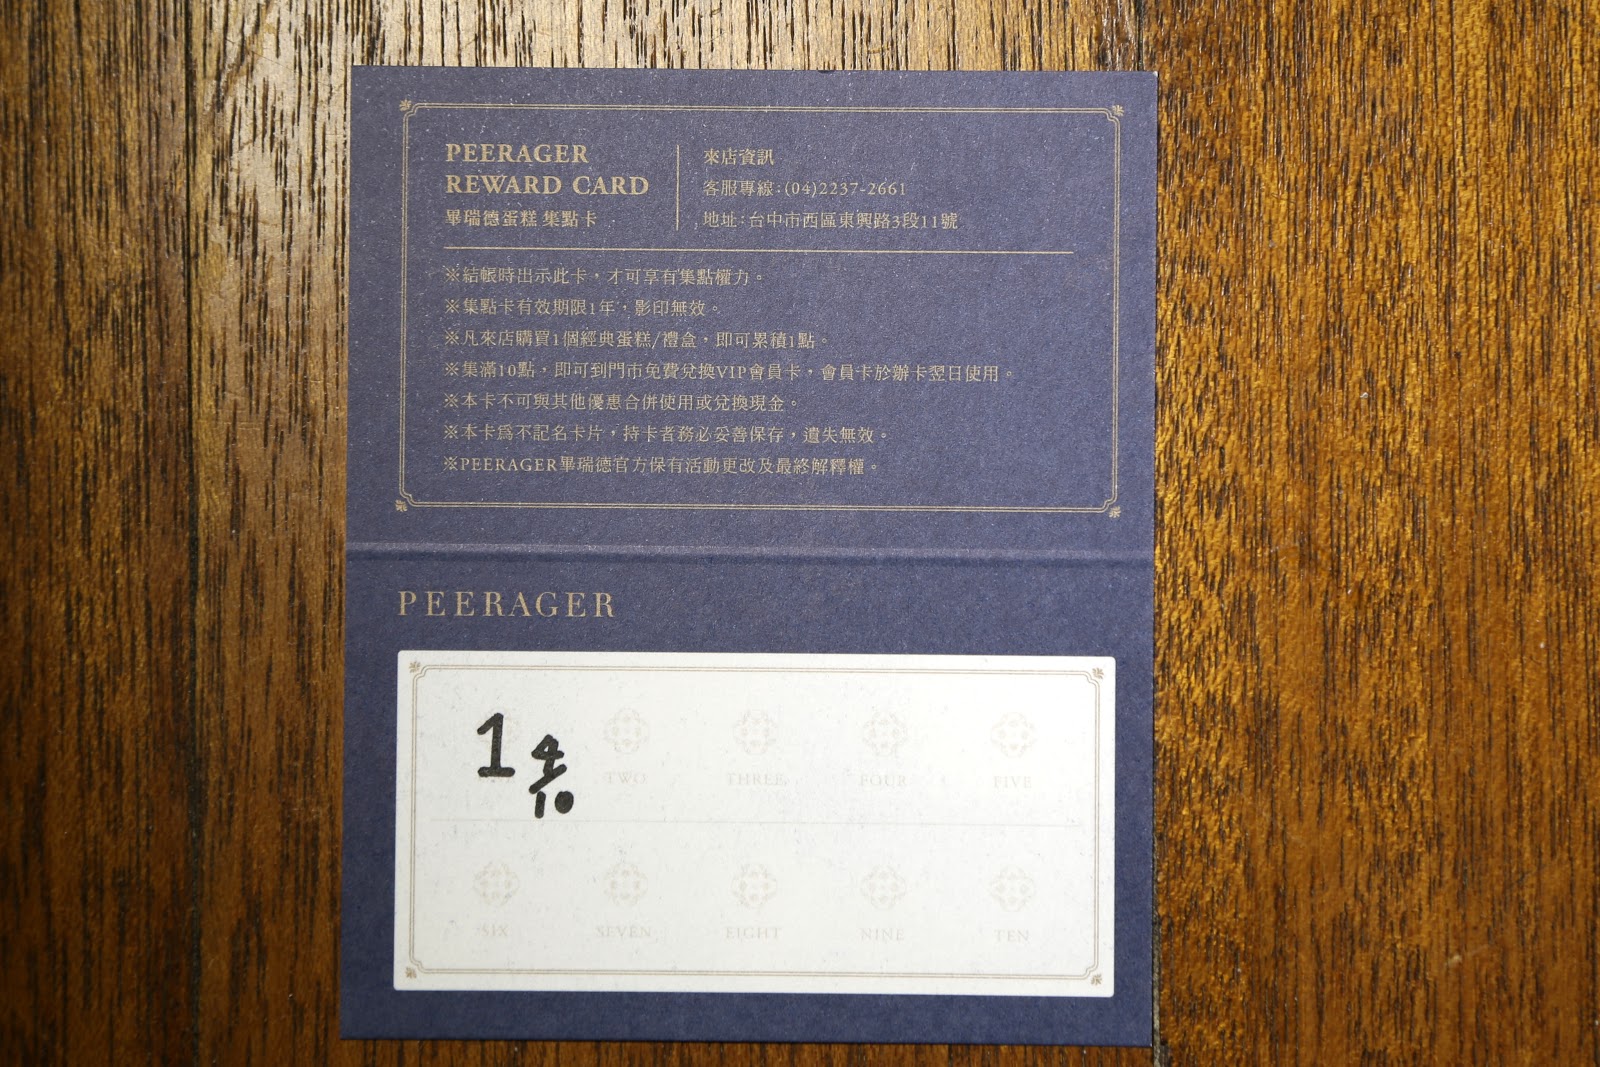 PEERAGER
REWARD CARD
畢瑞德蛋糕 集點卡
來店資訊
客服專線:(04)2237-2661
地址:台中市西區東興路3段11號
※結帳時出示此卡,才可享有集點權力。
※集點卡有效期限1年,影印無效。
※凡來店購買1個經典蛋糕/禮盒,即可累積1點。
※集滿10點,即可到門市免費兌換VIP會員卡,會員卡於辦卡翌日使用。
※本卡不可與其他優惠合併使用或兌換現金。
※本卡爲不記名卡片,持卡者務必妥善保存,遺失無效。
※PEERAGER畢瑞德官方保有活動更改及最終解釋權。
PEERAGER
1 4/10
TWO THREE FOUR FIVE
SIX SEVEN EIGHT NINE TEN